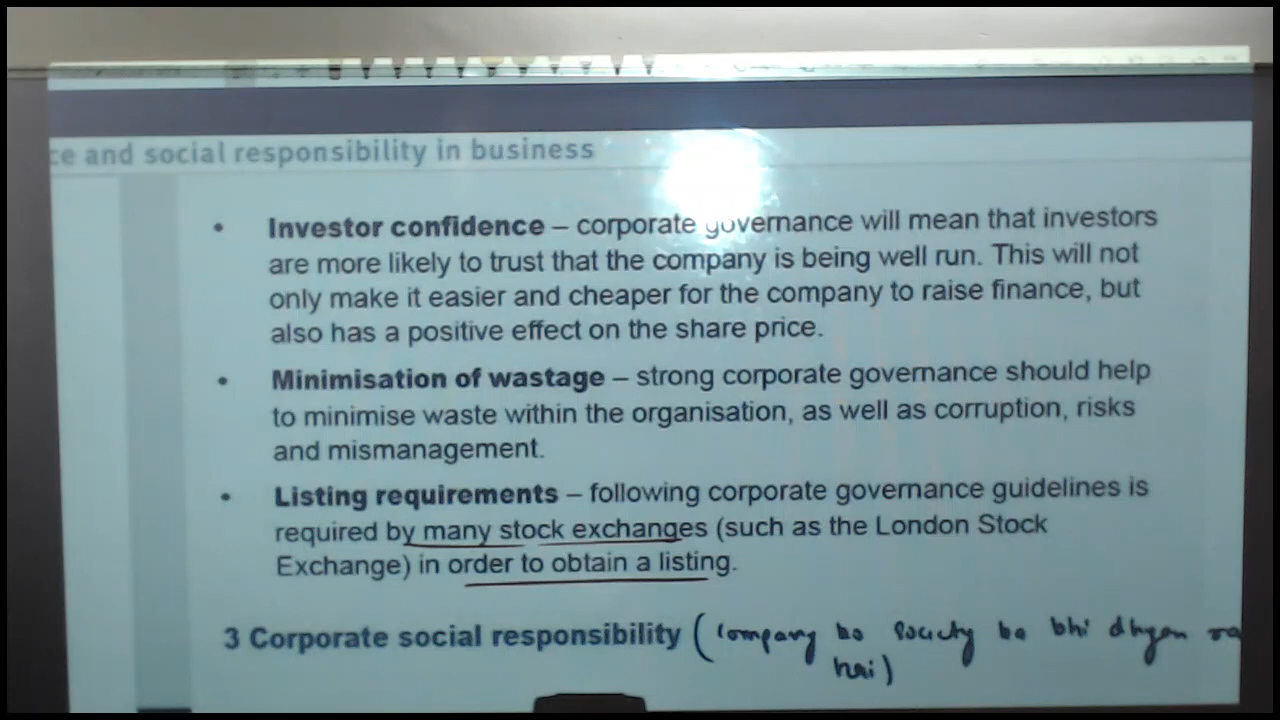 ce and social responsibility in business
• Investor confidence – corporate governance will mean that investors
are more likely to trust that the company is being well run. This will not
only make it easier and cheaper for the company to raise finance, but
also has a positive effect on the share price.
• Minimisation of wastage – strong corporate governance should help
to minimise waste within the organisation, as well as corruption, risks
and mismanagement.
• Listing requirements – following corporate governance guidelines is
required by many stock exchanges (such as the London Stock
Exchange) in order to obtain a listing.
3 Corporate social responsibility (company ko society ka bhi dhyan
hai)